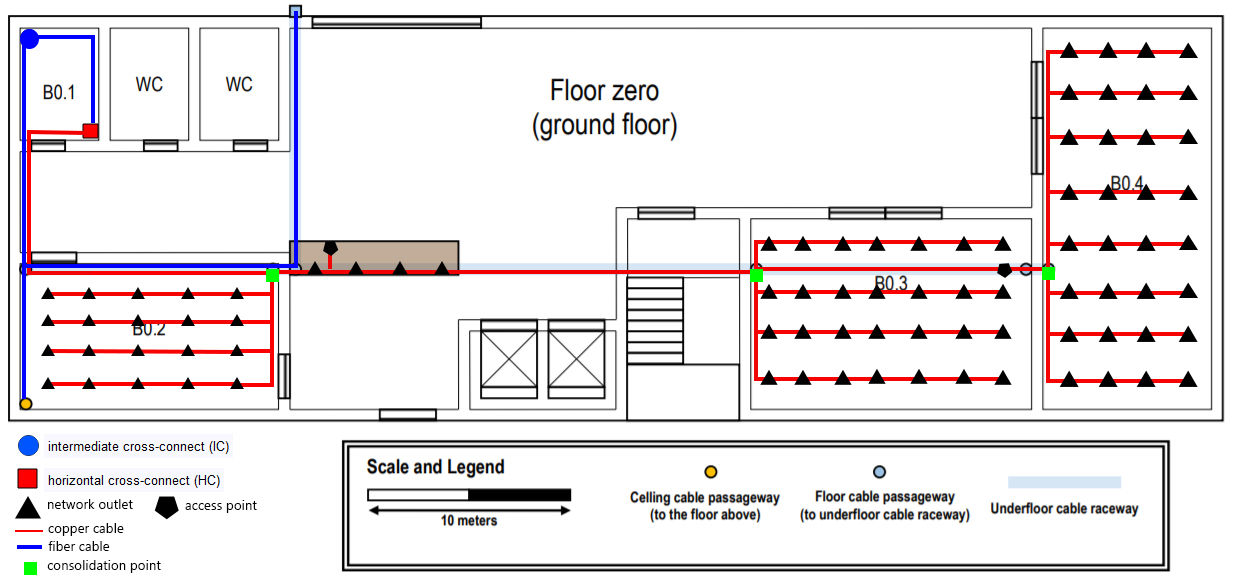 B0.1
WC
WC
Floor zero
(ground floor)
B0.4
B0.3
B0.2
intermediate cross-connect (IC)
horizontal cross-connect (HC)
network outlet
access point
copper cable
fiber cable
consolidation point
Scale and Legend
10 meters
Celling cable passageway
(to the floor above)
Floor cable passageway
(to underfloor cable raceway)
Underfloor cable raceway